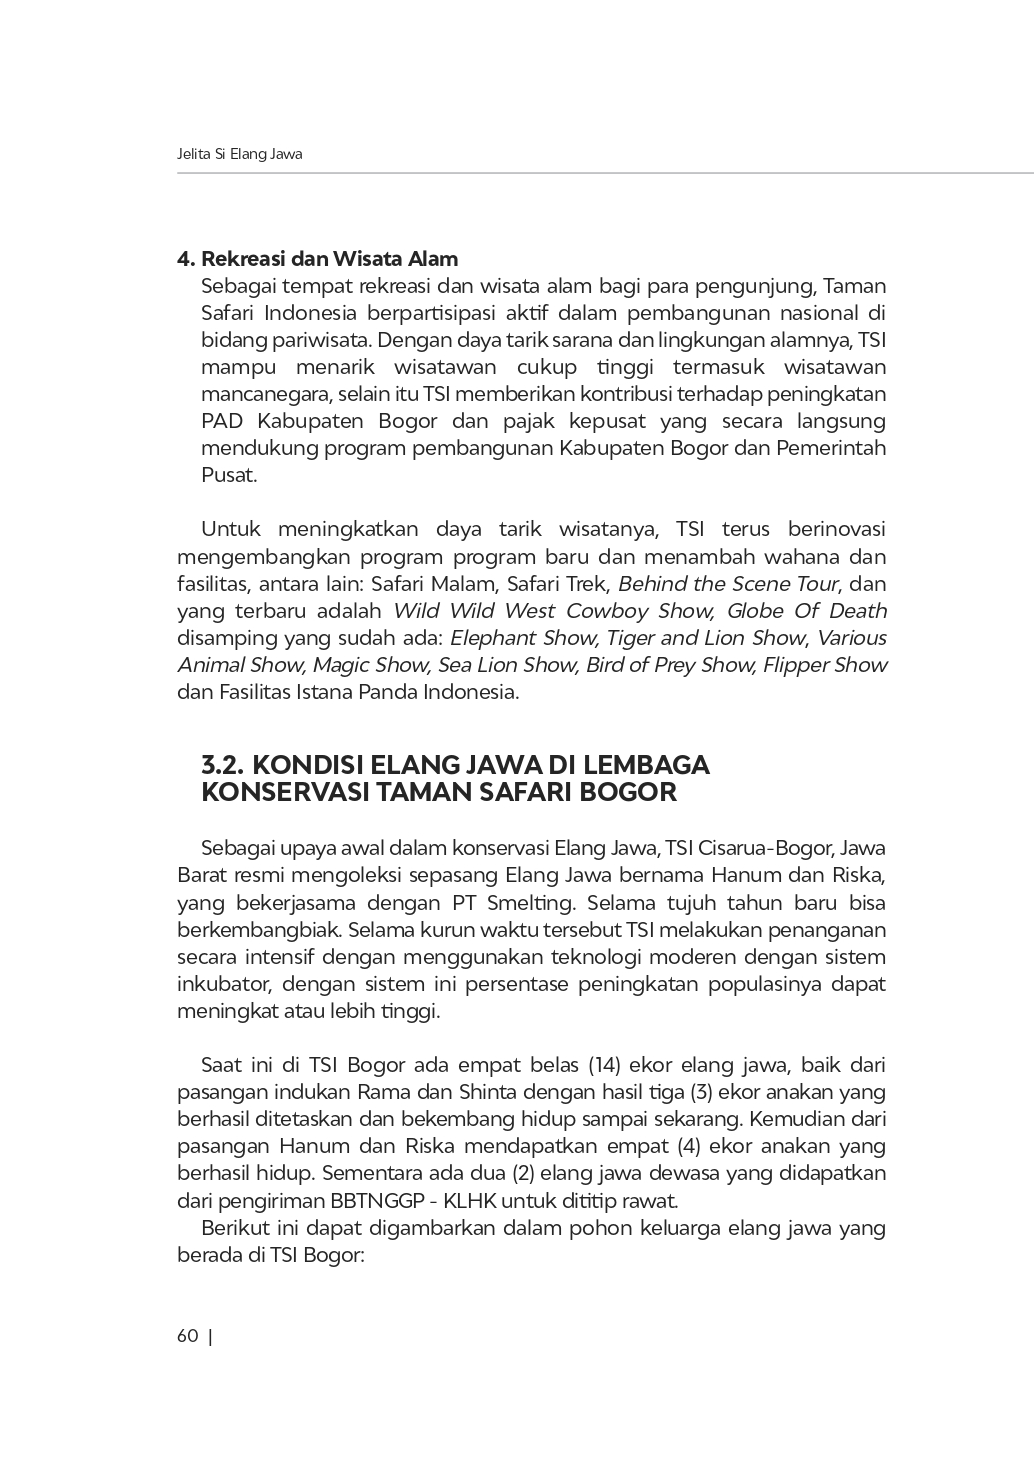 Jelita Si Elang Jawa
4. Rekreasi dan Wisata Alam
Sebagai tempat rekreasi dan wisata alam bagi para pengunjung, Taman
Safari Indonesia berpartisipasi aktif dalam pembangunan nasional di
bidang pariwisata. Dengan daya tarik sarana dan lingkungan alamnya, TSI
mampu menarik wisatawan cukup tinggi termasuk wisatawan
mancanegara, selain itu TSI memberikan kontribusi terhadap peningkatan
PAD Kabupaten Bogor dan pajak kepusat yang secara langsung
mendukung program pembangunan Kabupaten Bogor dan Pemerintah
Pusat.
Untuk meningkatkan daya tarik wisatanya, TSI terus berinovasi
mengembangkan program program baru dan menambah wahana dan
fasilitas, antara lain: Safari Malam, Safari Trek, Behind the Scene Tour, dan
yang terbaru adalah Wild Wild West Cowboy Show, Globe Of Death
disamping yang sudah ada: Elephant Show, Tiger and Lion Show, Various
Animal Show, Magic Show, Sea Lion Show, Bird of Prey Show, Flipper Show
dan Fasilitas Istana Panda Indonesia.
3.2. KONDISI ELANG JAWA DI LEMBAGA
KONSERVASI TAMAN SAFARI BOGOR
Sebagai upaya awal dalam konservasi Elang Jawa, TSI Cisarua-Bogor, Jawa
Barat resmi mengoleksi sepasang Elang Jawa bernama Hanum dan Riska,
yang bekerjasama dengan PT Smelting. Selama tujuh tahun baru bisa
berkembangbiak. Selama kurun waktu tersebut TSI melakukan penanganan
secara intensif dengan menggunakan teknologi moderen dengan sistem
inkubator, dengan sistem ini persentase peningkatan populasinya dapat
meningkat atau lebih tinggi.
Saat ini di TSI Bogor ada empat belas (14) ekor elang jawa, baik dari
pasangan indukan Rama dan Shinta dengan hasil tiga (3) ekor anakan yang
berhasil ditetaskan dan bekembang hidup sampai sekarang. Kemudian dari
pasangan Hanum dan Riska mendapatkan empat (4) ekor anakan yang
berhasil hidup. Sementara ada dua (2) elang jawa dewasa yang didapatkan
dari pengiriman BBTNGGP - KLHK untuk dititip rawat.
Berikut ini dapat digambarkan dalam pohon keluarga elang jawa yang
berada di TSI Bogor:
60 |